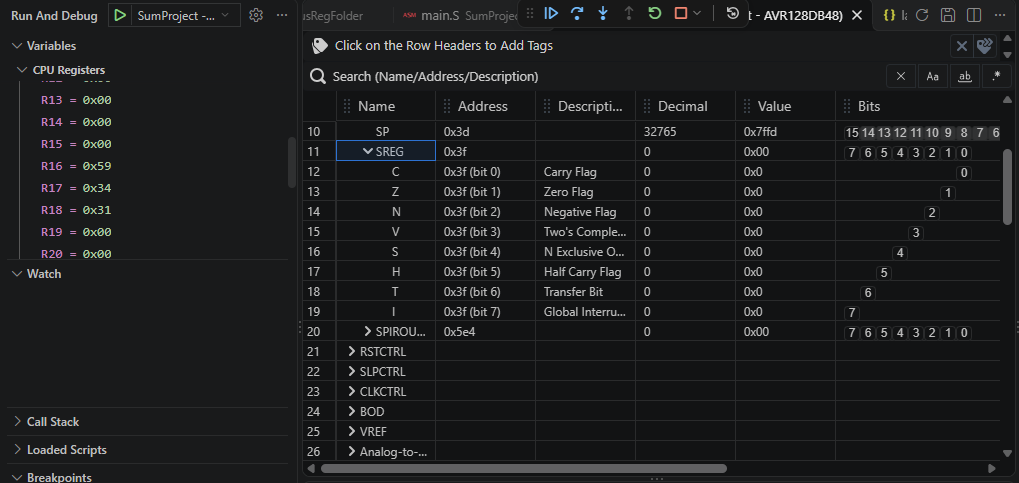 Run And Debug SumProject -...
usRegFolder main.S SumProjec - AVR128DB48)
Variables
CPU Registers
R13 = 0x00
R14 = 0x00
R15 = 0x00
R16 = 0x59
R17 = 0x34
R18 = 0x31
R19 = 0x00
R20 = 0x00
Watch
Call Stack
Loaded Scripts
Breakpoints
Click on the Row Headers to Add Tags
Search (Name/Address/Description) Aa ab .*
Name Address Descripti... Decimal Value Bits
10 SP 0x3d 32765 0x7ffd 15 14 13 12 11 10 9 8 7 6
11 SREG 0x3f 0 0x00 7 6 5 4 3 2 1 0
12 C 0x3f (bit 0) Carry Flag 0 0x0 0
13 Z 0x3f (bit 1) Zero Flag 0 0x0 1
14 N 0x3f (bit 2) Negative Flag 0 0x0 2
15 V 0x3f (bit 3) Two's Comple... 0 0x0 3
16 S 0x3f (bit 4) N Exclusive O... 0 0x0 4
17 H 0x3f (bit 5) Half Carry Flag 0 0x0 5
18 T 0x3f (bit 6) Transfer Bit 0 0x0 6
19 I 0x3f (bit 7) Global Interru... 0 0x0 7
20 SPIROU... 0x5e4 0 0x00 7 6 5 4 3 2 1 0
21 RSTCTRL
22 SLPCTRL
23 CLKCTRL
24 BOD
25 VREF
26 Analog-to-...